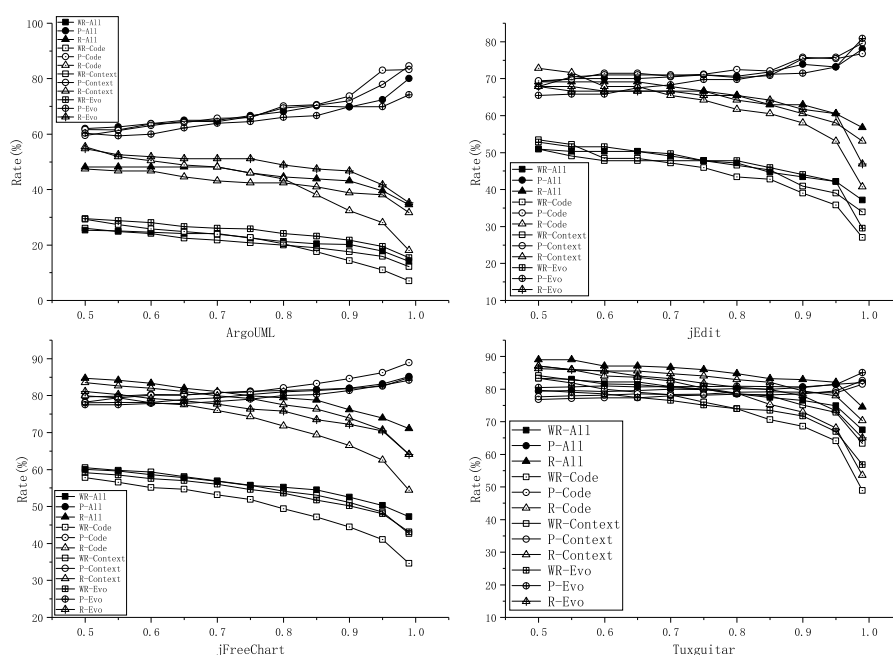 100
80
60
40
20
0
Rate(%)
WR-All
P-All
R-All
WR-Code
P-Code
R-Code
WR-Context
P-Context
R-Context
WR-Evo
P-Evo
R-Evo
0.5 0.6 0.7 0.8 0.9 1.0
ArgoUML
80
70
60
50
40
30
20
10
Rate(%)
WR-All
P-All
R-All
WR-Code
P-Code
R-Code
WR-Context
P-Context
R-Context
WR-Evo
P-Evo
R-Evo
0.5 0.6 0.7 0.8 0.9 1.0
jEdit
90
80
70
60
50
40
30
20
Rate(%)
WR-All
P-All
R-All
WR-Code
P-Code
R-Code
WR-Context
P-Context
R-Context
WR-Evo
P-Evo
R-Evo
0.5 0.6 0.7 0.8 0.9 1.0
jFreeChart
90
80
70
60
50
40
30
20
10
Rate(%)
WR-All
P-All
R-All
WR-Code
P-Code
R-Code
WR-Context
P-Context
R-Context
WR-Evo
P-Evo
R-Evo
0.5 0.6 0.7 0.8 0.9 1.0
Tuxguitar